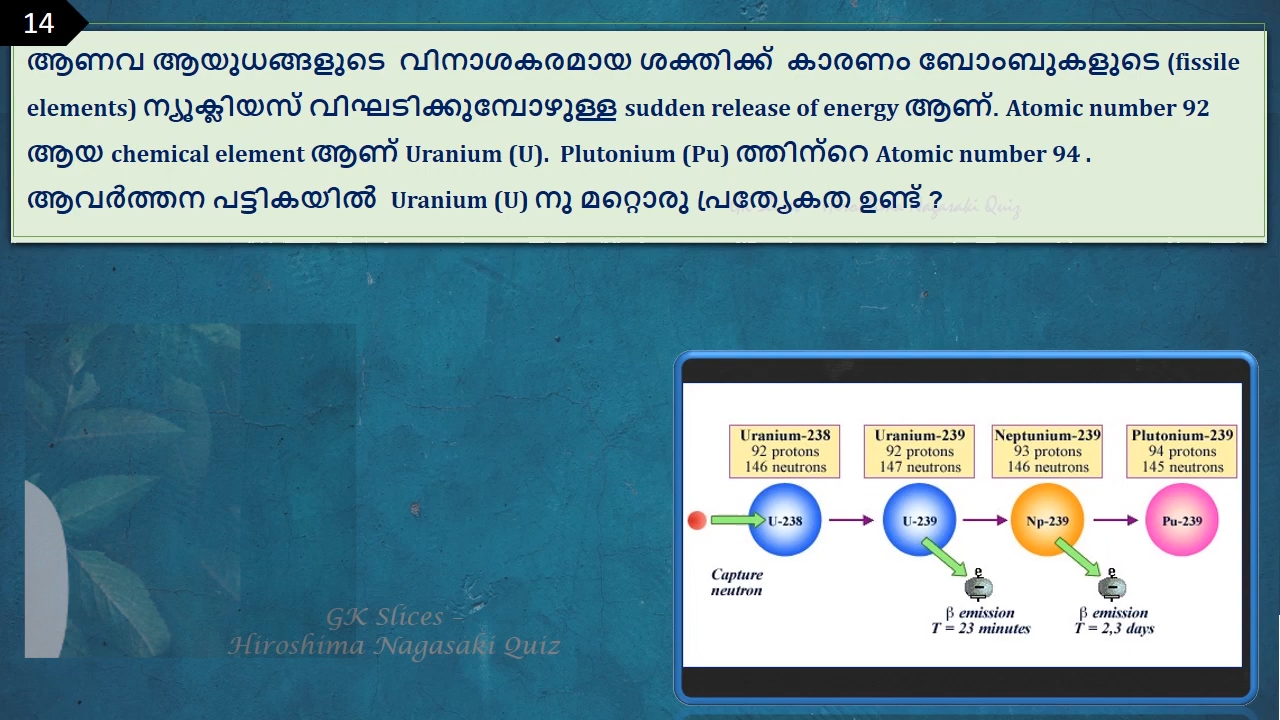 14
ആണവ ആയുധങ്ങളുടെ വിനാശകരമായ ശക്തിക്ക് കാരണം ബോംബുകളുടെ (fissile
elements) ന്യൂക്ലിയസ് വിഘടിക്കുമ്പോഴുള്ള sudden release of energy ആണ്. Atomic number 92
ആയ chemical element ആണ് Uranium (U). Plutonium (Pu) ത്തിന്റെ Atomic number 94 .
ആവർത്തന പട്ടികയിൽ Uranium (U) നു മറ്റൊരു പ്രത്യേകത ഉണ്ട് ?
Nagasaki Quiz
Uranium-238 Uranium-239 Neptunium-239 Plutonium-239
92 protons 92 protons 93 protons 94 protons
146 neutrons 147 neutrons 146 neutrons 145 neutrons
U-238 U-239 Np-239 Pu-239
Capture e e
neutron
β emission β emission
T = 23 minutes T = 2,3 days
GK Slices –
Hiroshima Nagasaki Quiz